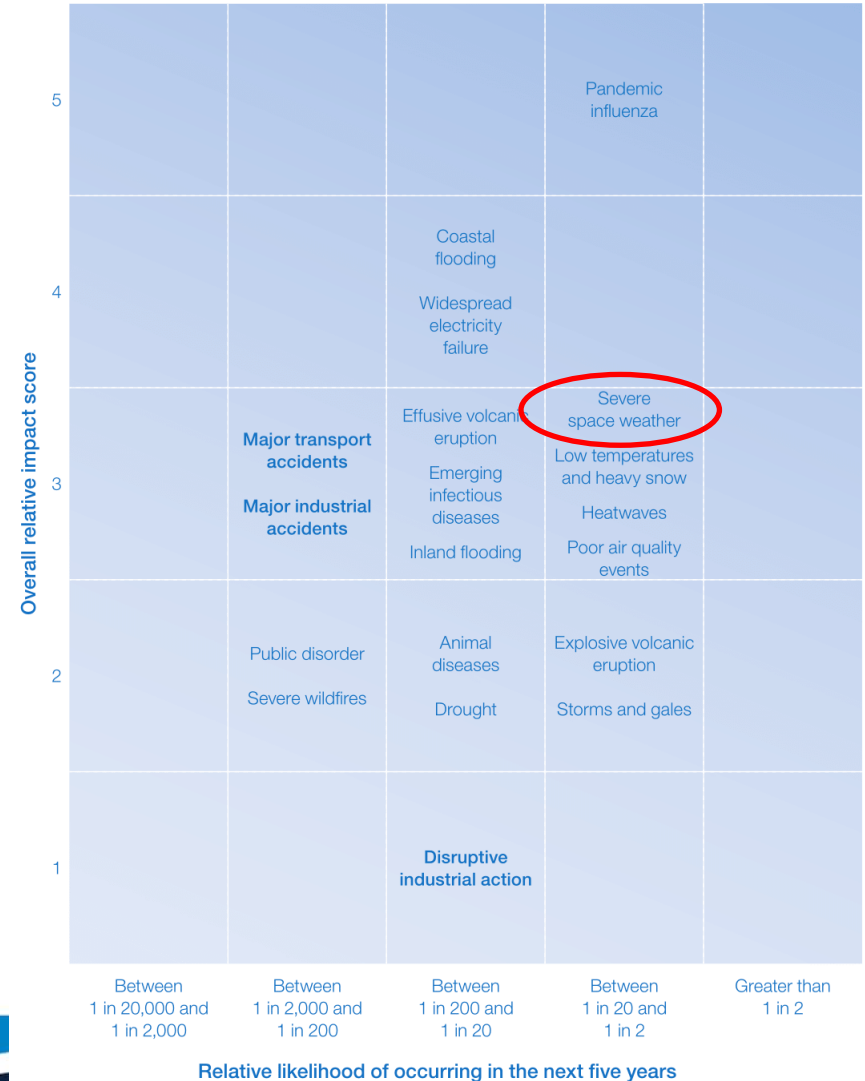 5
Pandemic
influenza
4
Coastal
flooding
Widespread
electricity
failure
Overall relative impact score
3
Major transport
accidents
Major industrial
accidents
Effusive volcanic
eruption
Emerging
infectious
diseases
Inland flooding
Severe
space weather
Low temperatures
and heavy snow
Heatwaves
Poor air quality
events
2
Public disorder
Severe wildfires
Animal
diseases
Drought
Explosive volcanic
eruption
Storms and gales
1
Disruptive
industrial action
Between
1 in 20,000 and
1 in 2,000
Between
1 in 2,000 and
1 in 200
Between
1 in 200 and
1 in 20
Between
1 in 20 and
1 in 2
Greater than
1 in 2
Relative likelihood of occurring in the next five years